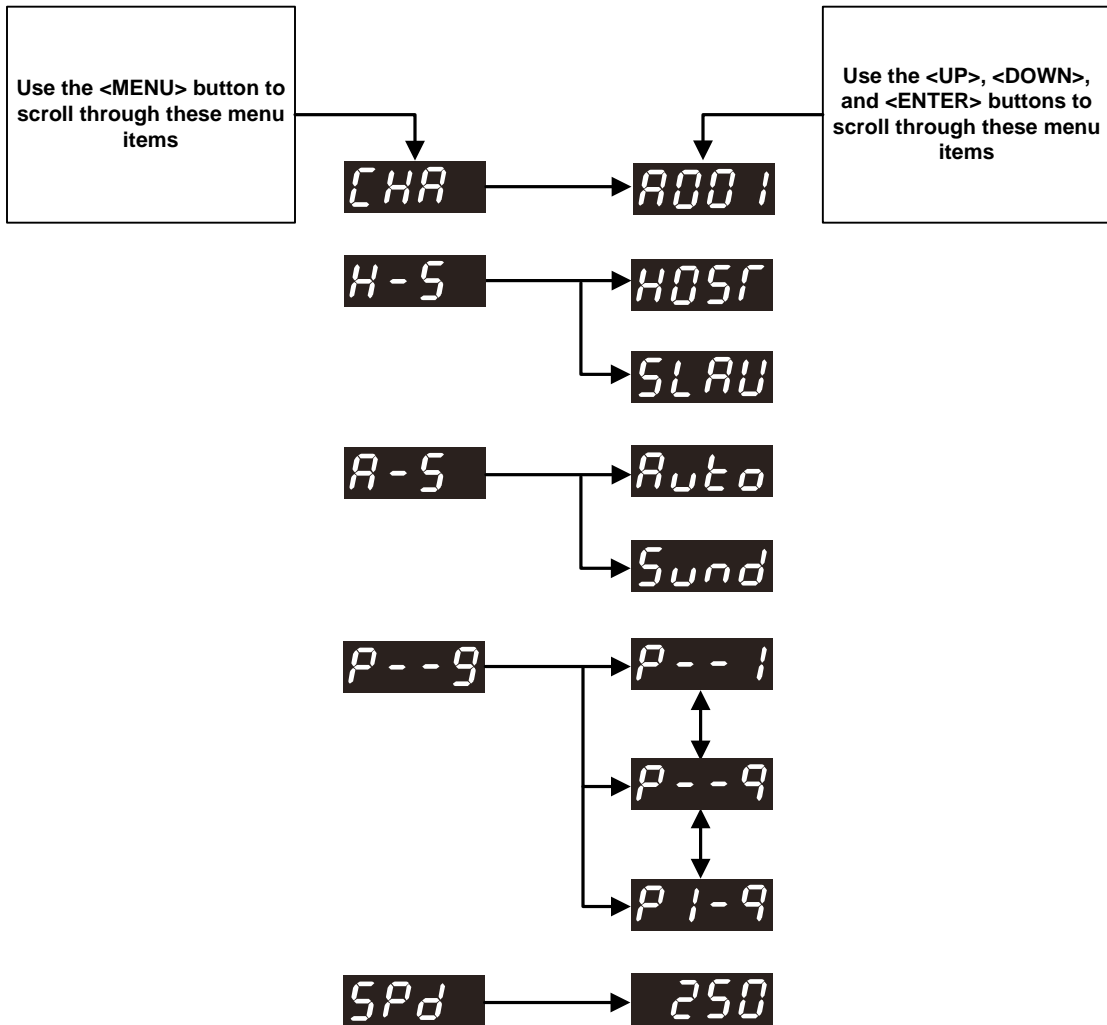 Use the <MENU> button to
scroll through these menu
items
Use the <UP>, <DOWN>,
and <ENTER> buttons to
scroll through these menu
items
CHA
A001
H-S
HOST
SLAV
A-S
Auto
Sund
P--9
P--1
P--9
P1-9
SPd
250